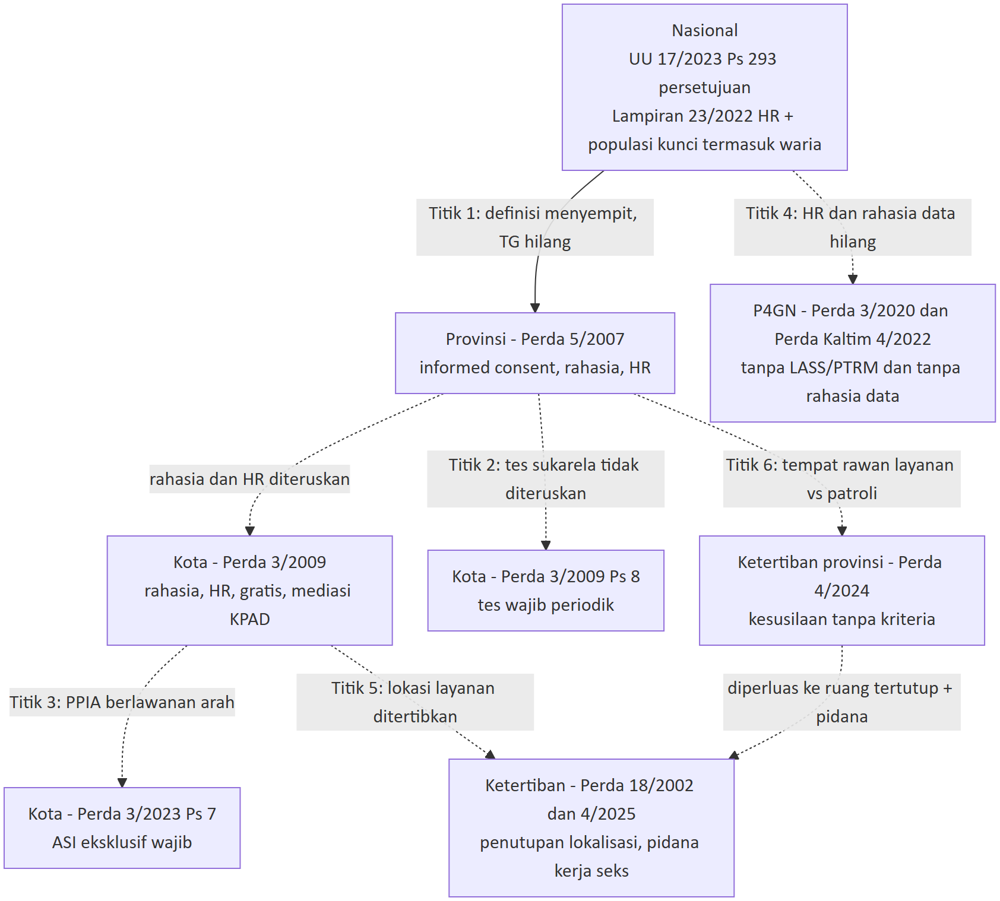 Nasional
UU 17/2023 Ps 293
persetujuan
Lampiran 23/2022 HR +
populasi kunci termasuk waria
Titik 1: definisi menyempit,
TG hilang
Titik 4: HR dan rahasia data
hilang
P4GN - Perda 3/2020 dan
Perda Kaltim 4/2022
tanpa LASS/PTRM dan tanpa
rahasia data
Provinsi - Perda 5/2007
informed consent, rahasia, HR
rahasia dan HR diteruskan
Titik 2: tes sukarela tidak
diteruskan
Titik 6: tempat rawan layanan
vs patroli
Kota - Perda 3/2009
rahasia, HR, gratis, mediasi
KPAD
Kota - Perda 3/2009 Ps 8
tes wajib periodik
Ketertiban provinsi - Perda
4/2024
kesusilaan tanpa kriteria
Titik 3: PPIA berlawanan arah
Titik 5: lokasi layanan
ditertibkan
diperluas ke ruang tertutup +
pidana
Kota - Perda 3/2023 Ps 7
ASI eksklusif wajib
Ketertiban - Perda 18/2002
dan 4/2025
penutupan lokalisasi, pidana
kerja seks